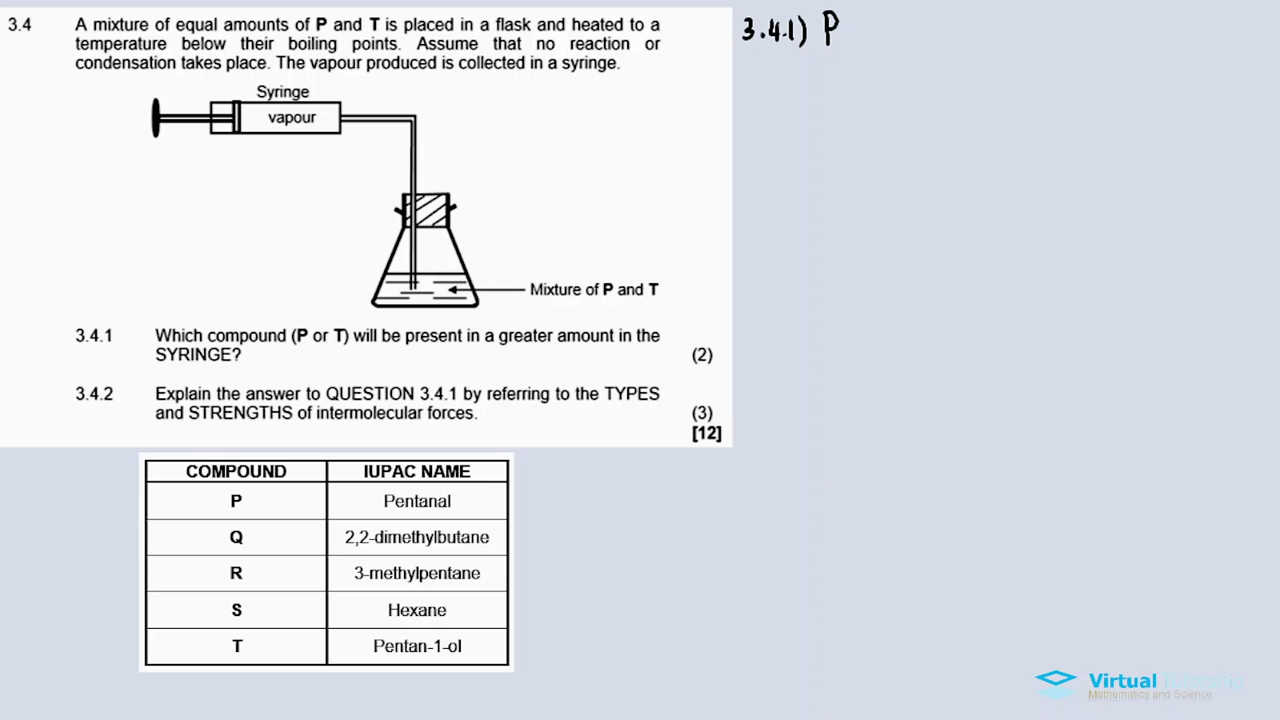 3.4 A mixture of equal amounts of P and T is placed in a flask and heated to a
temperature below their boiling points. Assume that no reaction or
condensation takes place. The vapour produced is collected in a syringe.
Syringe
vapour
Mixture of P and T
3.4.1 Which compound (P or T) will be present in a greater amount in the
SYRINGE? (2)
3.4.2 Explain the answer to QUESTION 3.4.1 by referring to the TYPES
and STRENGTHS of intermolecular forces. (3)
[12]
COMPOUND IUPAC NAME
P Pentanal
Q 2,2-dimethylbutane
R 3-methylpentane
S Hexane
T Pentan-1-ol
3.4.1) P
Virtual Tutorials
Mathematics and Science